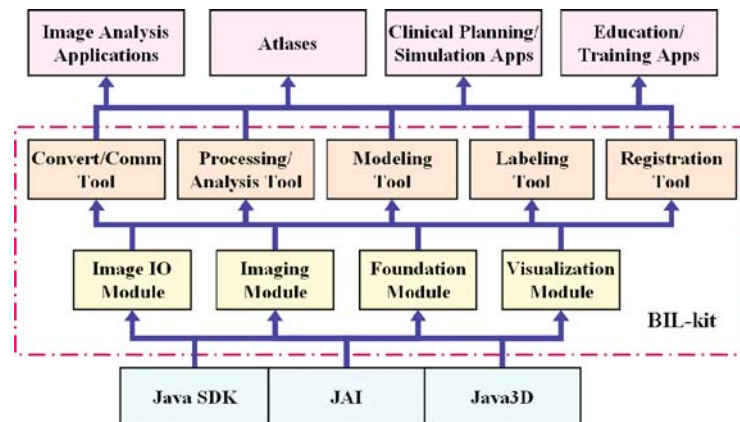 Image Analysis
Applications
Atlases
Clinical Planning/
Simulation Apps
Education/
Training Apps
Convert/Comm
Tool
Processing/
Analysis Tool
Modeling
Tool
Labeling
Tool
Registration
Tool
Image IO
Module
Imaging
Module
Foundation
Module
Visualization
Module
BIL-kit
Java SDK
JAI
Java3D